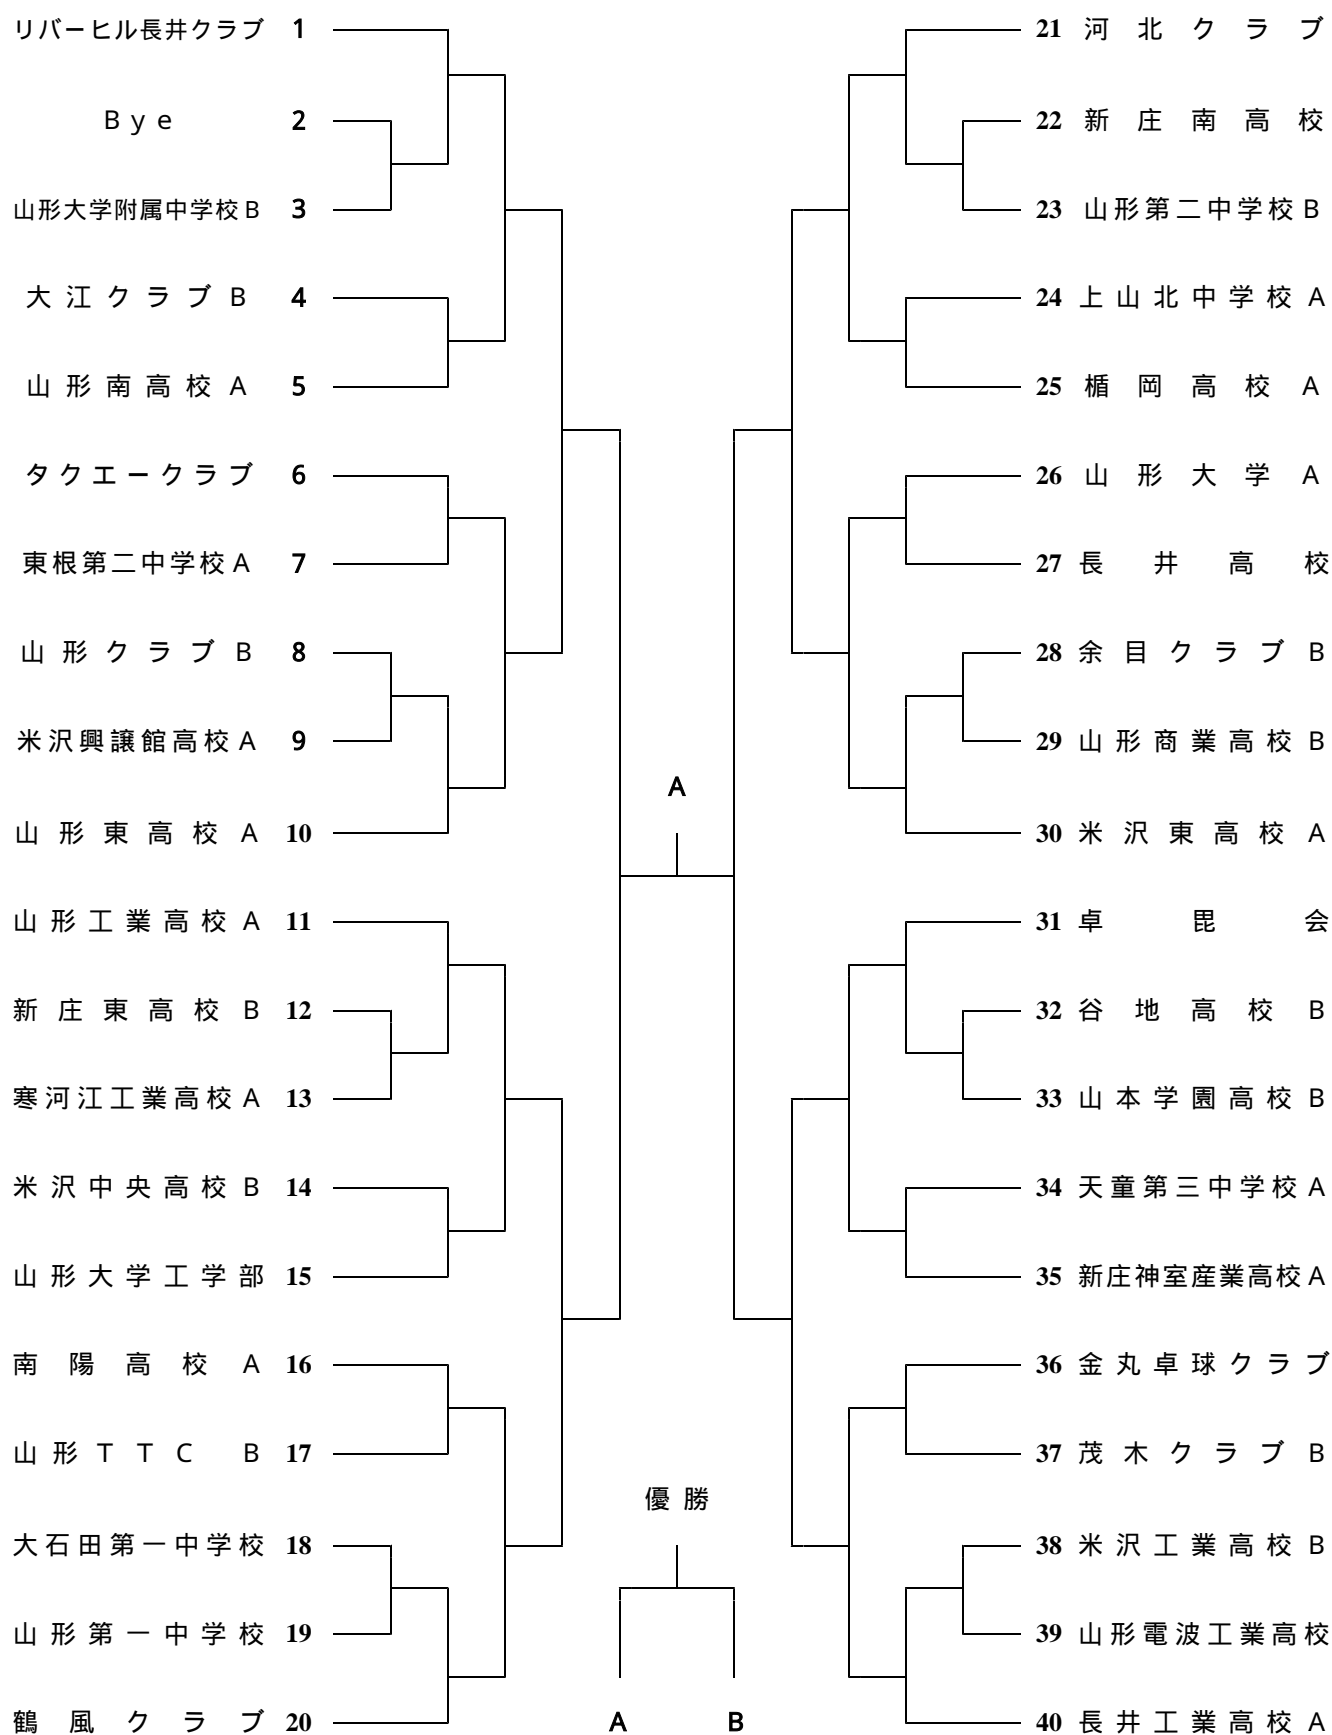 リバーヒル長井クラブ 1
Bye 2
山形大学附属中学校B 3
大江クラブB 4
山形南高校A 5
タクエークラブ 6
東根第二中学校A 7
山形クラブB 8
米沢興譲館高校A 9
山形東高校A 10
山形工業高校A 11
新庄東高校B 12
寒河江工業高校A 13
米沢中央高校B 14
山形大学工学部 15
南陽高校A 16
山形TTC B 17
大石田第一中学校 18
山形第一中学校 19
鶴風クラブ 20
A
優勝
A B
21 河北クラブ
22 新庄南高校
23 山形第二中学校B
24 上山北中学校A
25 楯岡高校A
26 山形大学A
27 長井高校
28 余目クラブB
29 山形商業高校B
30 米沢東高校A
31 卓毘会
32 谷地高校B
33 山本学園高校B
34 天童第三中学校A
35 新庄神室産業高校A
36 金丸卓球クラブ
37 茂木クラブB
38 米沢工業高校B
39 山形電波工業高校
40 長井工業高校A